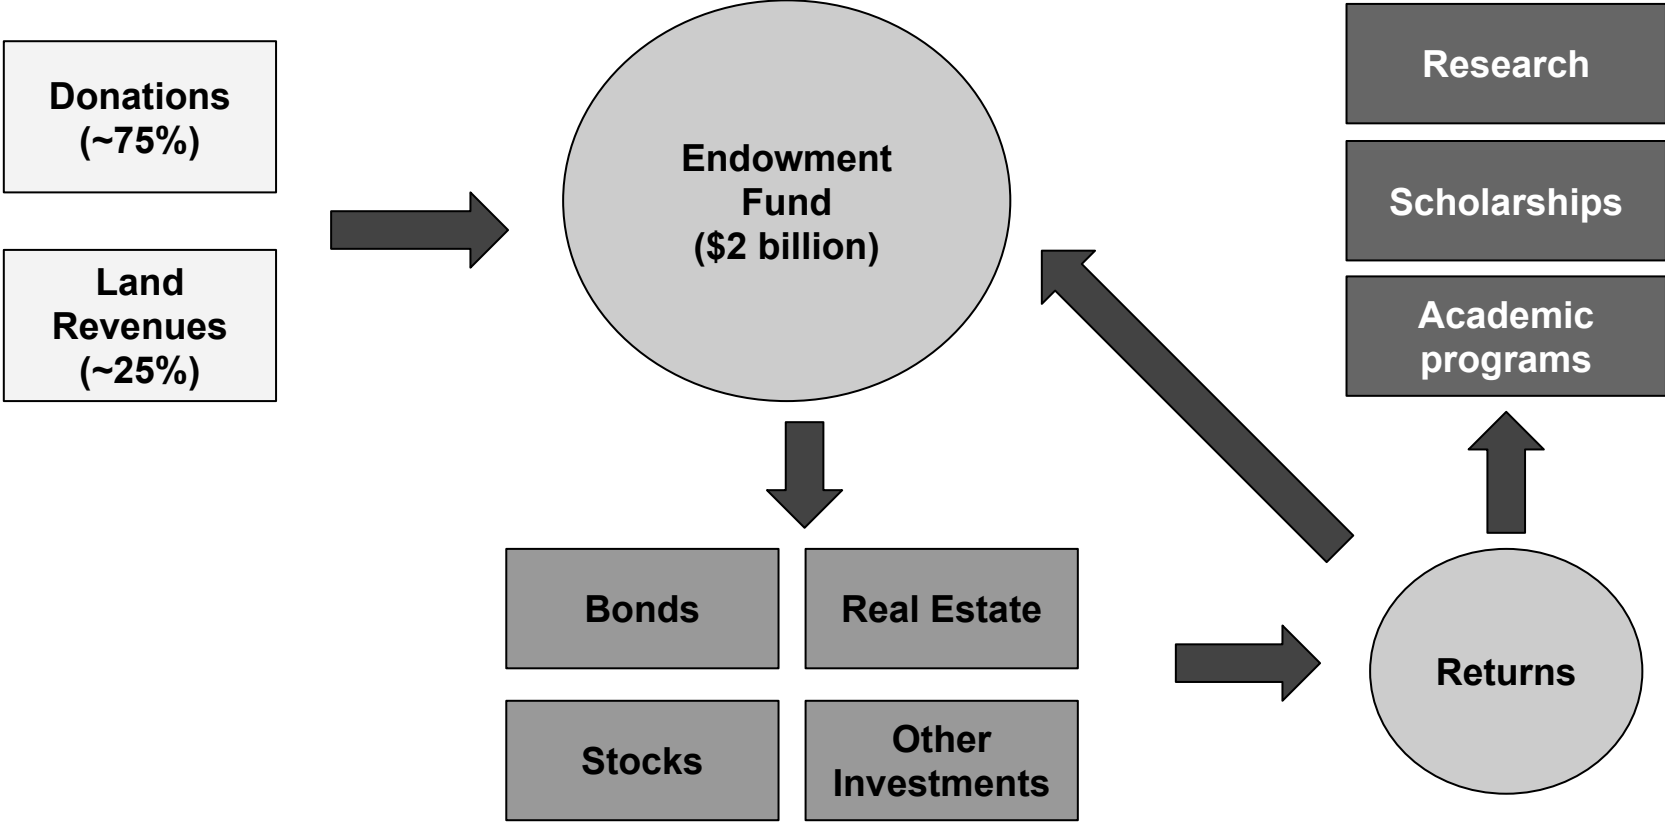 Donations
(~75%)
Land
Revenues
(~25%)
Endowment
Fund
($2 billion)
Research
Scholarships
Academic
programs
Bonds
Real Estate
Stocks
Other
Investments
Returns